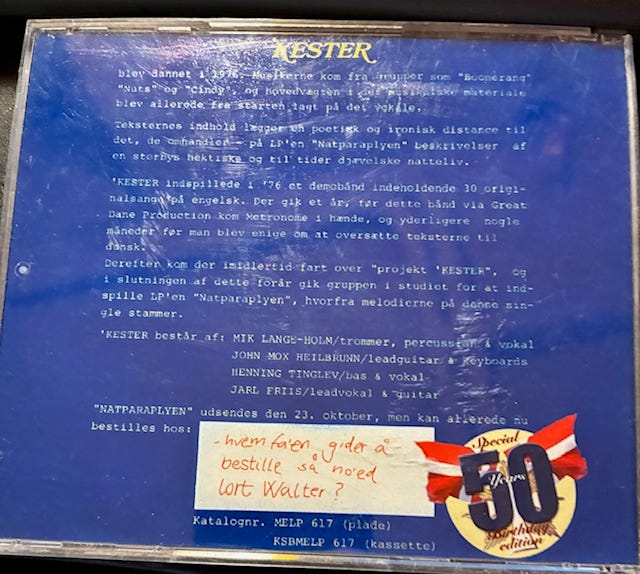 'KESTER
blev dannet i 1976. Musikerne kom fra grupper som "Boomerang"
"Nuts" og "Cindy", og hovedvægten i det musikalske materiale
blev allerede fra starten lagt på det vokale.
Teksternes indhold lægger en poetisk og ironisk distance til
det, de omhandler - på LP'en "Natparaplyen" beskrivelser af
en storbys hektiske og til tider djævelske natteliv.
'KESTER indspillede i '76 et demobånd indeholdende 30 origi-
nalsange på engelsk. Der gik et år, før dette bånd via Great
Dane Production kom Metronome i hænde, og yderligere nogle
måneder før man blev enige om at oversætte teksterne til
dansk.
Derefter kom der imidlertid fart over "projekt 'KESTER", og
i slutningen af dette forår gik gruppen i studiet for at ind-
spille LP'en "Natparaplyen", hvorfra melodierne på denne sin-
gle stammer.
'KESTER består af: MIK LANGE-HOLM/trommer, percussion & vokal
JOHN MOX HEILBRUNN/leadguitar & keyboards
HENNING TINGLEV/bas & vokal
JARL FRIIS/leadvokal & guitar
"NATPARAPLYEN" udsendes den 23. oktober, men kan allerede nu
bestilles hos:
- hvem fa'en gider å
bestille så no'ed
lort Walter?
Special
50
Years
Birthday
edition
Katalognr. MELP 617 (plade)
KSBMELP 617 (kassette)